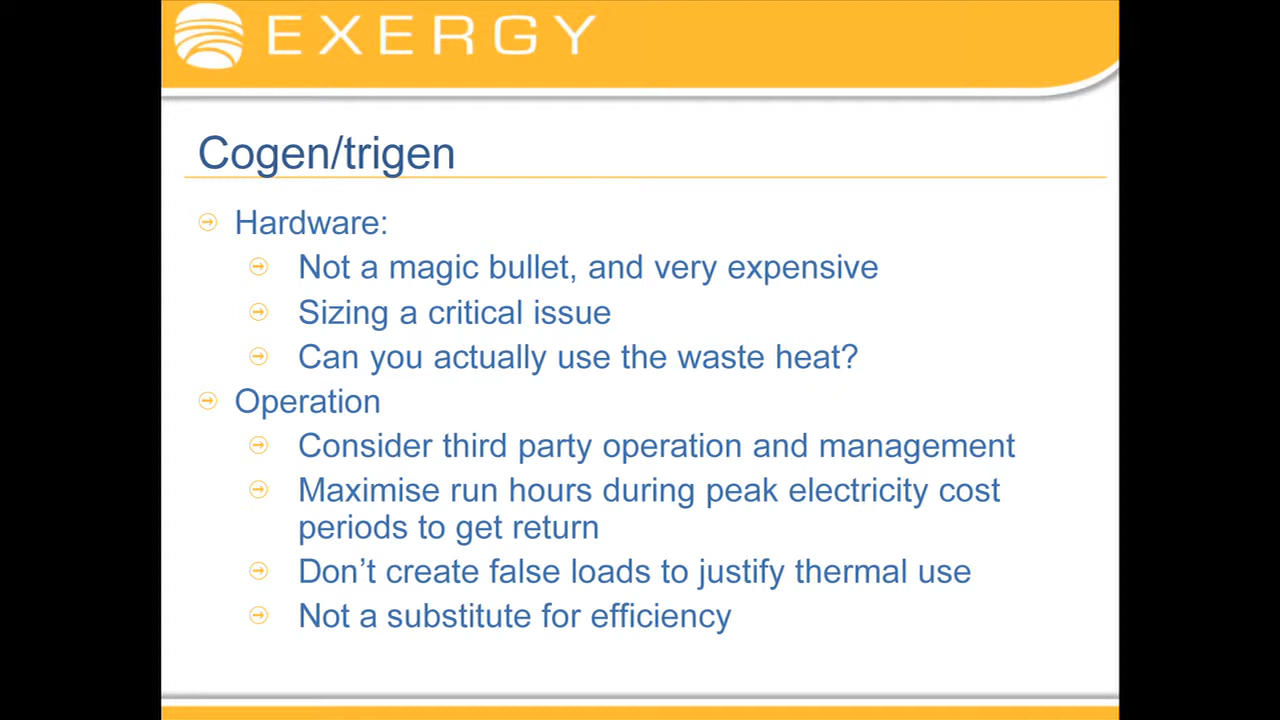 EXERGY
Cogen/trigen
Hardware:
Not a magic bullet, and very expensive
Sizing a critical issue
Can you actually use the waste heat?
Operation
Consider third party operation and management
Maximise run hours during peak electricity cost
periods to get return
Don’t create false loads to justify thermal use
Not a substitute for efficiency